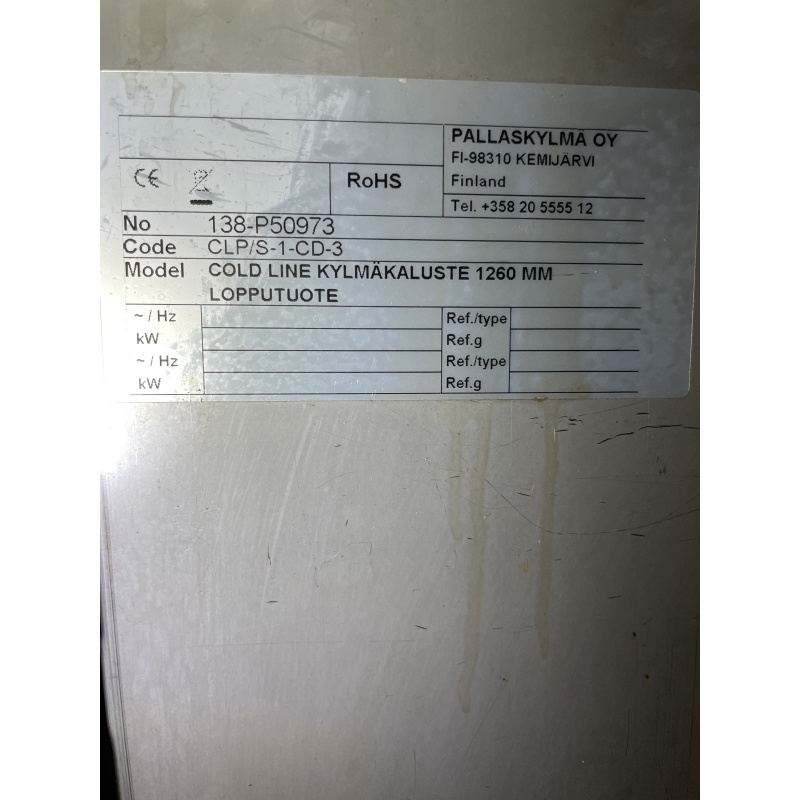 PALLASKYLMÄ OY
FI-98310 KEMIJÄRVI
CE RoHS Finland
Tel. +358 20 5555 12
No 138-P50973
Code CLP/S-1-CD-3
Model COLD LINE KYLMÄKALUSTE 1260 MM
LOPPUTUOTE
~ / Hz Ref./type
kW Ref.g
~ / Hz Ref./type
kW Ref.g